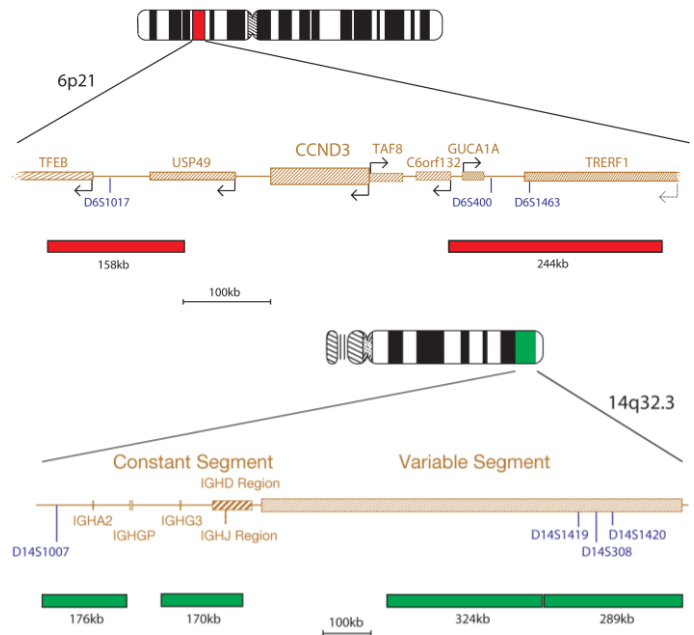 6p21
TFEB
USP49
CCND3
TAF8
C6orf132
GUCA1A
TRERF1
D6S1017
D6S400
D6S1463
158kb
244kb
100kb
14q32.3
Constant Segment
Variable Segment
IGHD Region
IGHA2
IGHGP
IGHG3
IGHJ Region
D14S1007
D14S1419
D14S308
D14S1420
176kb
170kb
100kb
324kb
289kb